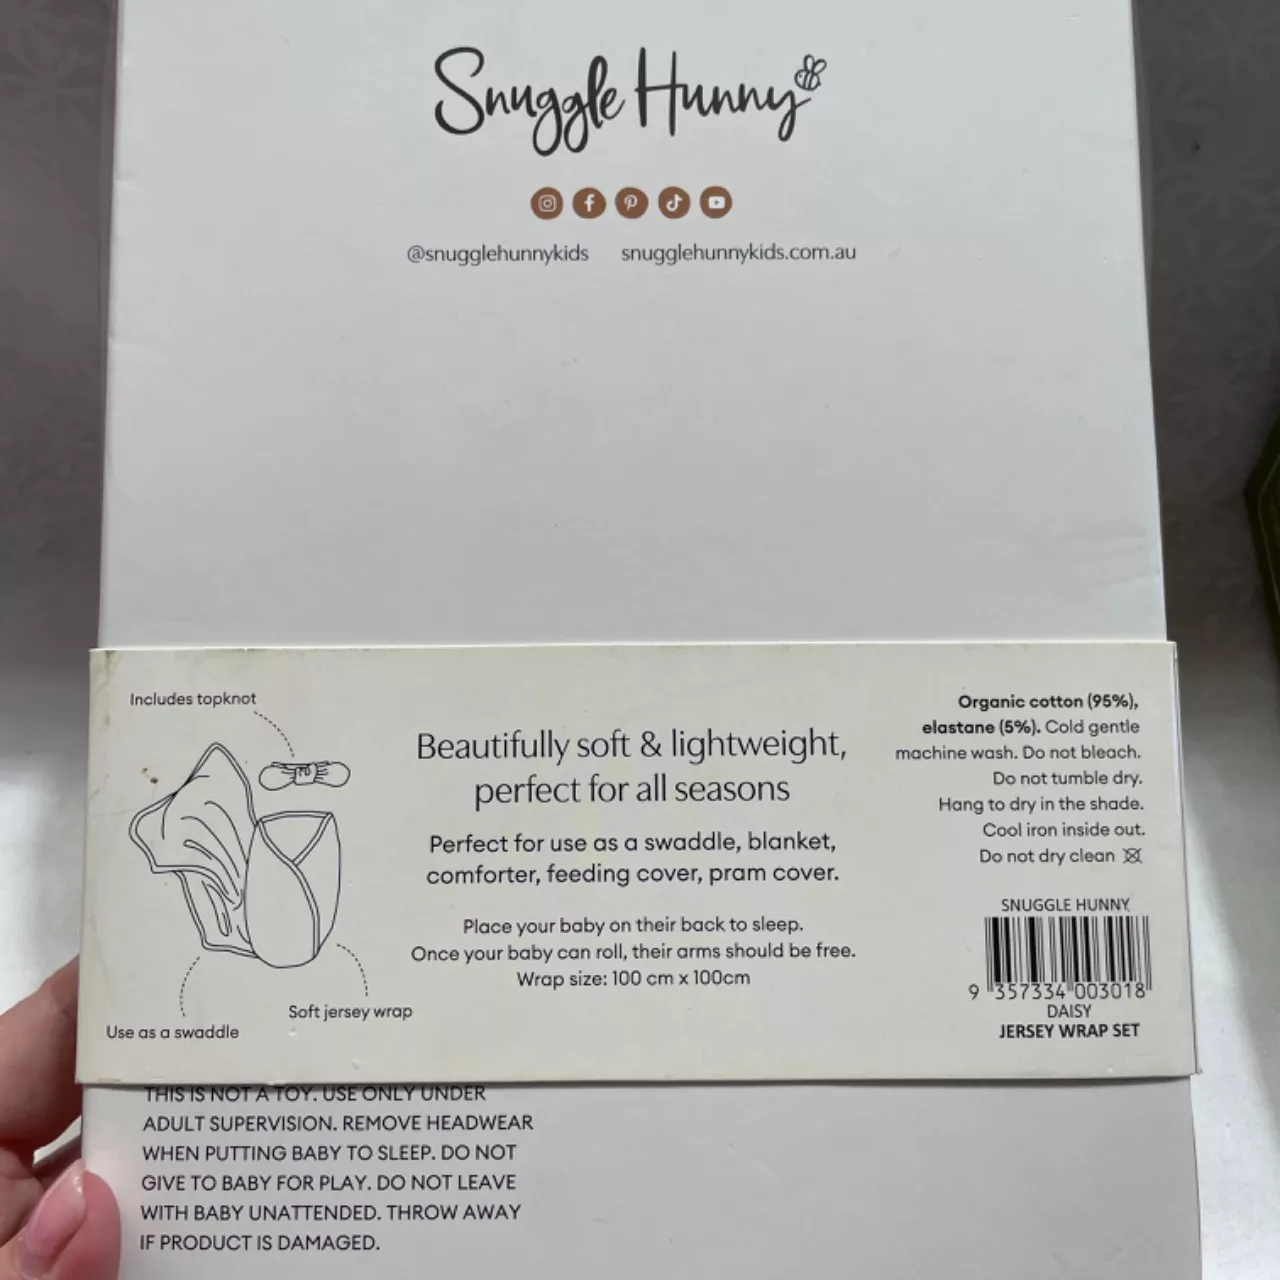 Snuggle Hunny
@snugglehunnykids snugglehunnykids.com.au
Includes topknot
Use as a swaddle
Soft jersey wrap
Beautifully soft & lightweight,
perfect for all seasons
Perfect for use as a swaddle, blanket,
comforter, feeding cover, pram cover.
Place your baby on their back to sleep.
Once your baby can roll, their arms should be free.
Wrap size: 100 cm x 100cm
Organic cotton (95%),
elastane (5%). Cold gentle
machine wash. Do not bleach.
Do not tumble dry.
Hang to dry in the shade.
Cool iron inside out.
Do not dry clean
SNUGGLE HUNNY
9 357334 003018
DAISY
JERSEY WRAP SET
THIS IS NOT A TOY. USE ONLY UNDER
ADULT SUPERVISION. REMOVE HEADWEAR
WHEN PUTTING BABY TO SLEEP. DO NOT
GIVE TO BABY FOR PLAY. DO NOT LEAVE
WITH BABY UNATTENDED. THROW AWAY
IF PRODUCT IS DAMAGED.